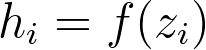 h_i = f(z_i)